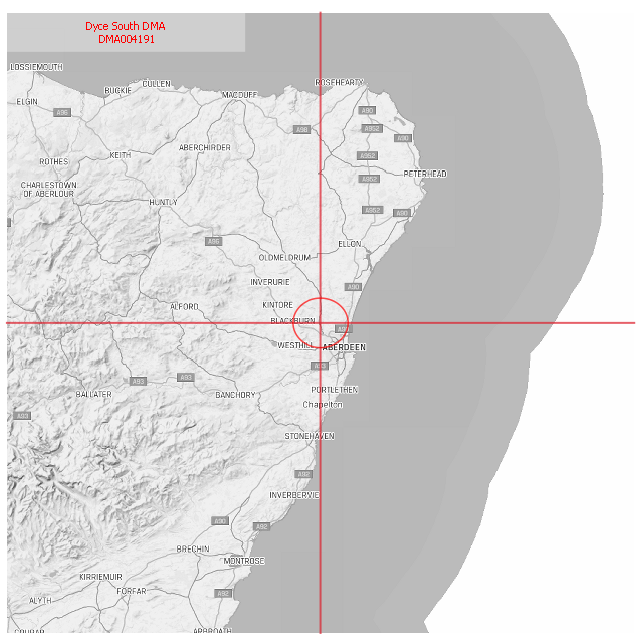 Dyce South DMA
DMA004191
LOSSIEMOUTH
CULLEN
BUCKIE
MACDUFF
ROSEHEARTY
ELGIN
A96
A90
A98
A952
A90
ROTHES
KEITH
ABERCHIRDER
A952
PETERHEAD
A952
CHARLESTOWN
OF ABERLOUR
HUNTLY
A952
A90
A96
ELLON
OLDMELDRUM
INVERURIE
A90
KINTORE
ALFORD
BLACKBURN
WESTHILL
ABERDEEN
A93
A93
A93
BALLATER
BANCHORY
PORTLETHEN
Chapelton
A93
STONEHAVEN
A92
INVERBERVIE
A90
A92
BRECHIN
MONTROSE
KIRRIEMUIR
FORFAR
A92
ALYTH
COUPAR
ARBROATH